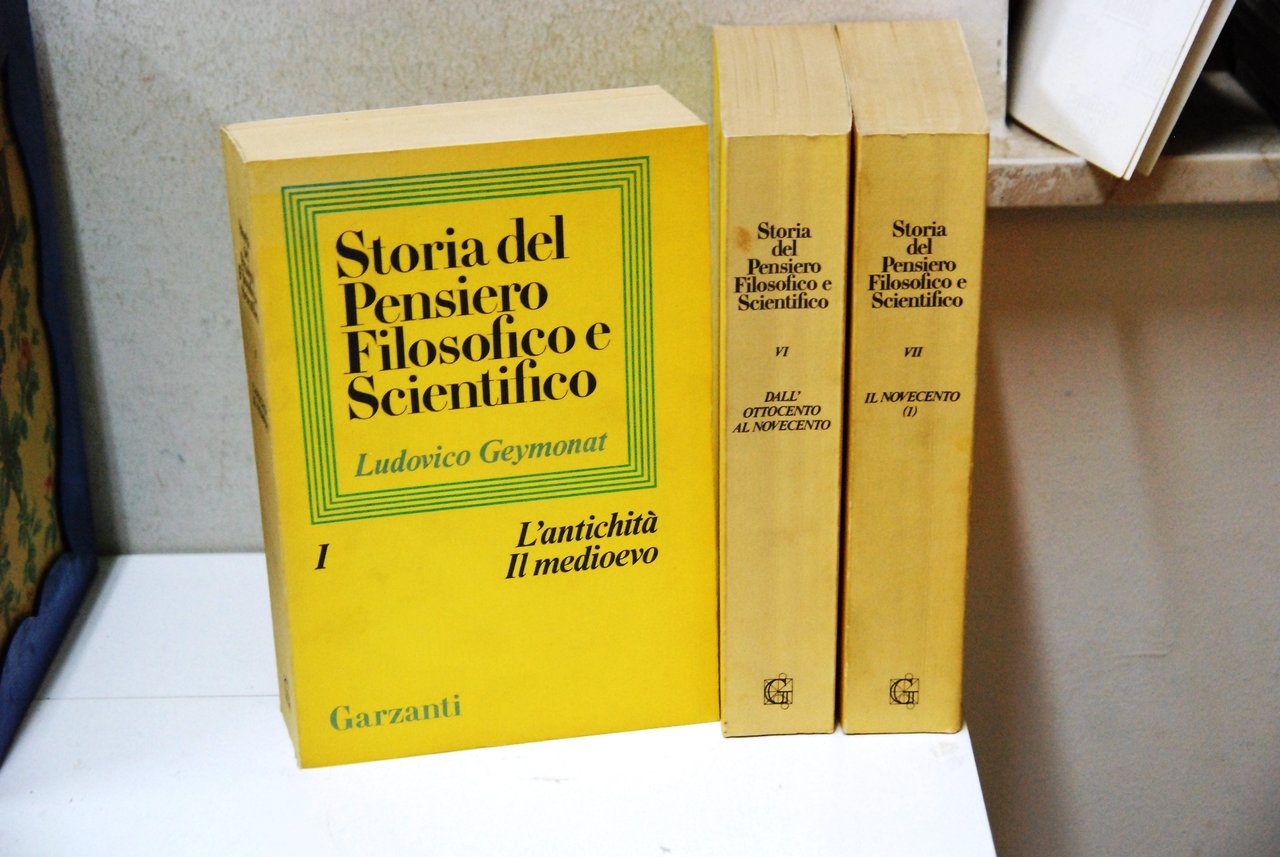 Storia del
Pensiero
Filosofico e
Scientifico
Ludovico Geymonat
I
L'antichità
Il medioevo
Garzanti
Storia
del
Pensiero
Filosofico e
Scientifico
VI
DALL'
OTTOCENTO
AL NOVECENTO
G
Storia
del
Pensiero
Filosofico e
Scientifico
VII
IL NOVECENTO
(1)
G